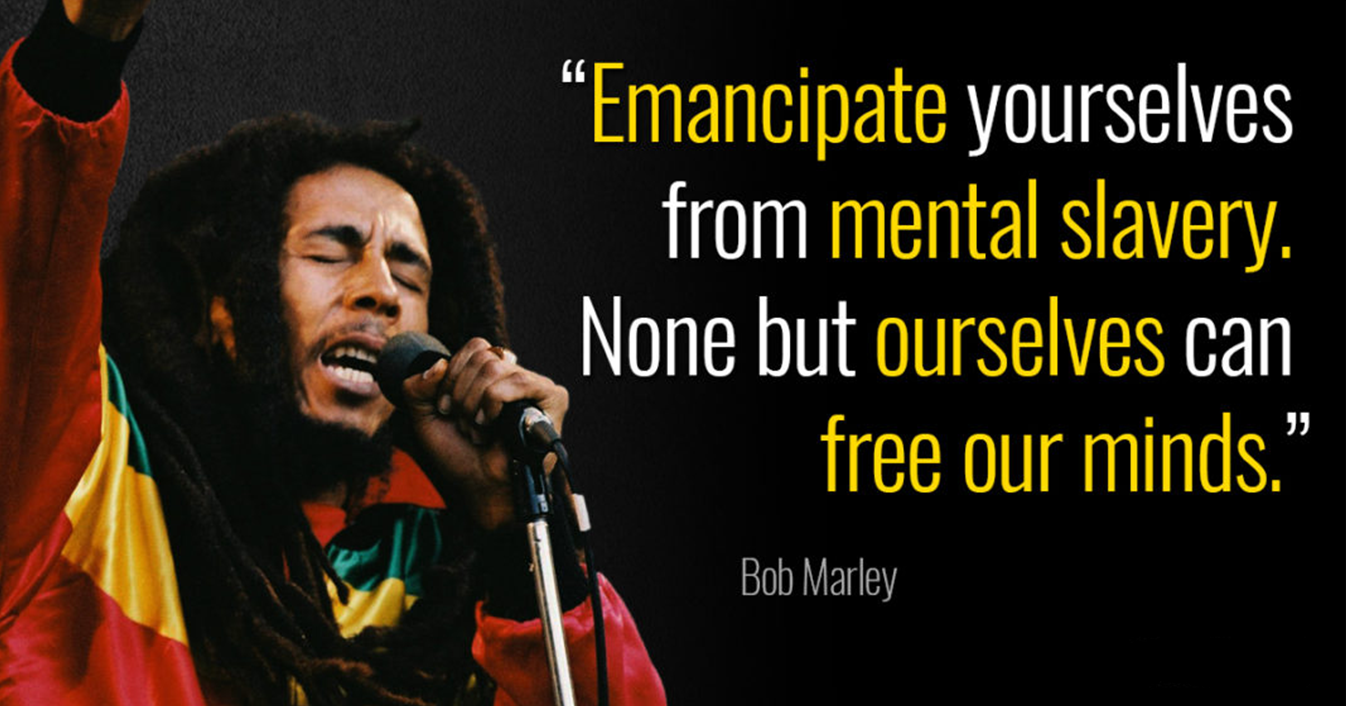 “Emancipate yourselves
from mental slavery.
None but ourselves can
free our minds.”
Bob Marley